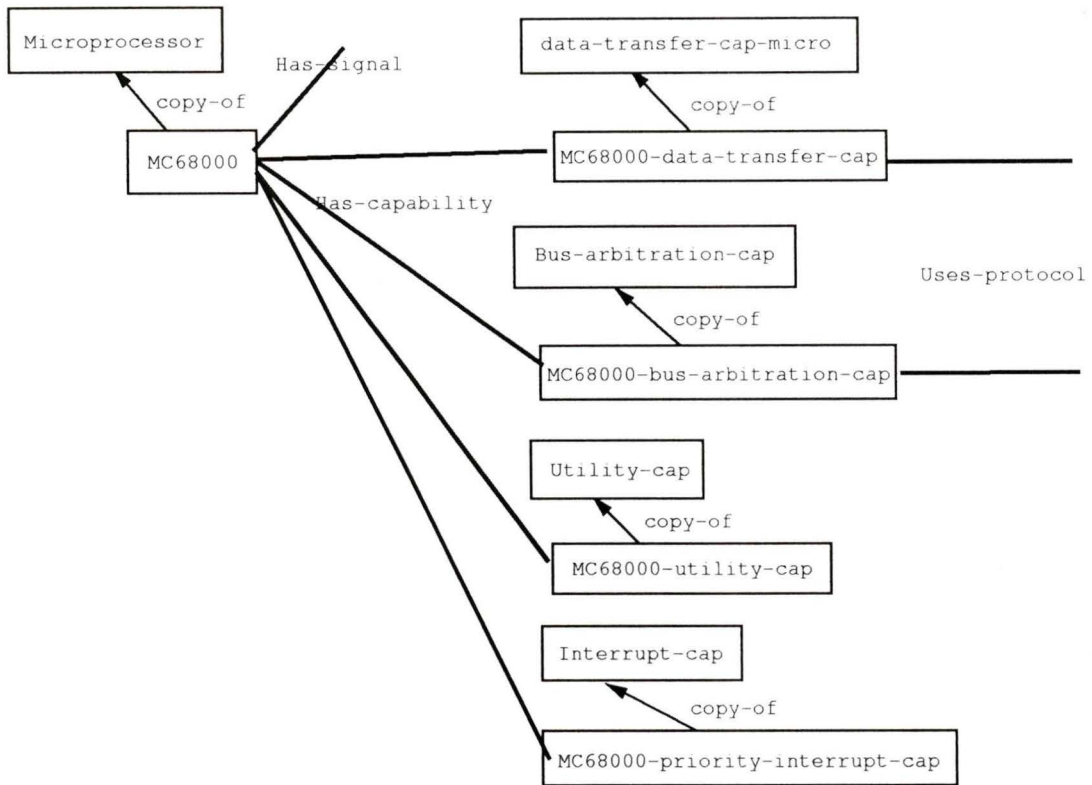 Microprocessor
data-transfer-cap-micro
Has-signal
copy-of
copy-of
MC68000
MC68000-data-transfer-cap
Has-capability
Bus-arbitration-cap
Uses-protocol
copy-of
MC68000-bus-arbitration-cap
Utility-cap
copy-of
MC68000-utility-cap
Interrupt-cap
copy-of
MC68000-priority-interrupt-cap